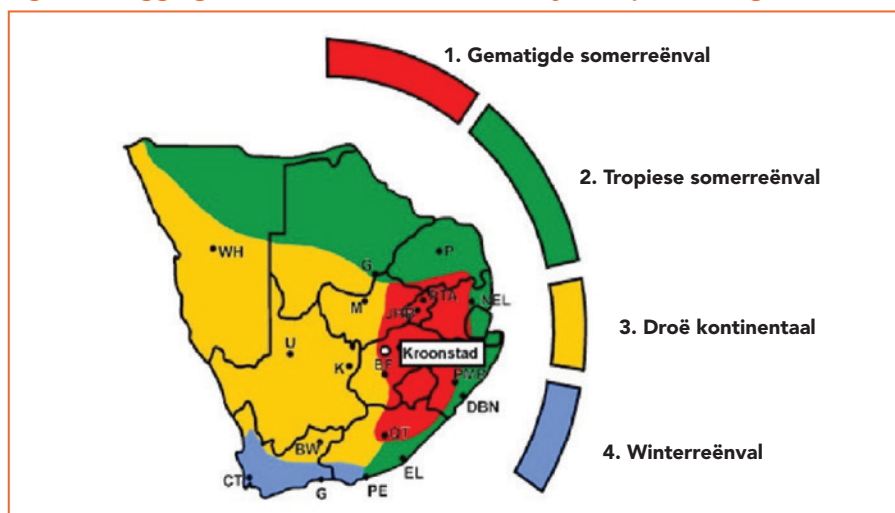 1. Gematigde somerreënval
2. Tropiese somerreënval
3. Droë kontinentaal
4. Winterreënval
WH
P
G
PTA
NEL
M
JHB
U
K
BF
Kroonstad
PMB
DBN
QT
BW
EL
CT
G
PE